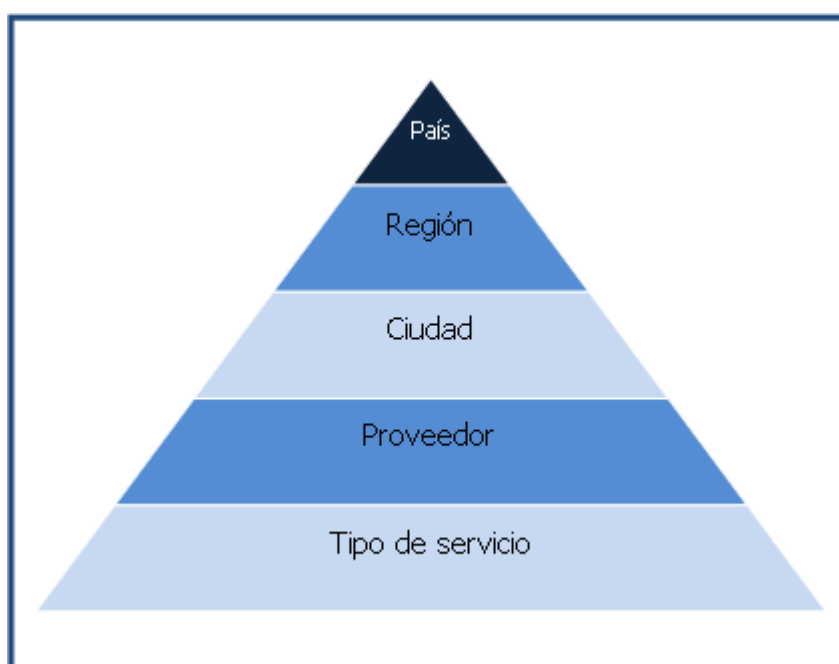 País
Región
Ciudad
Proveedor
Tipo de servicio